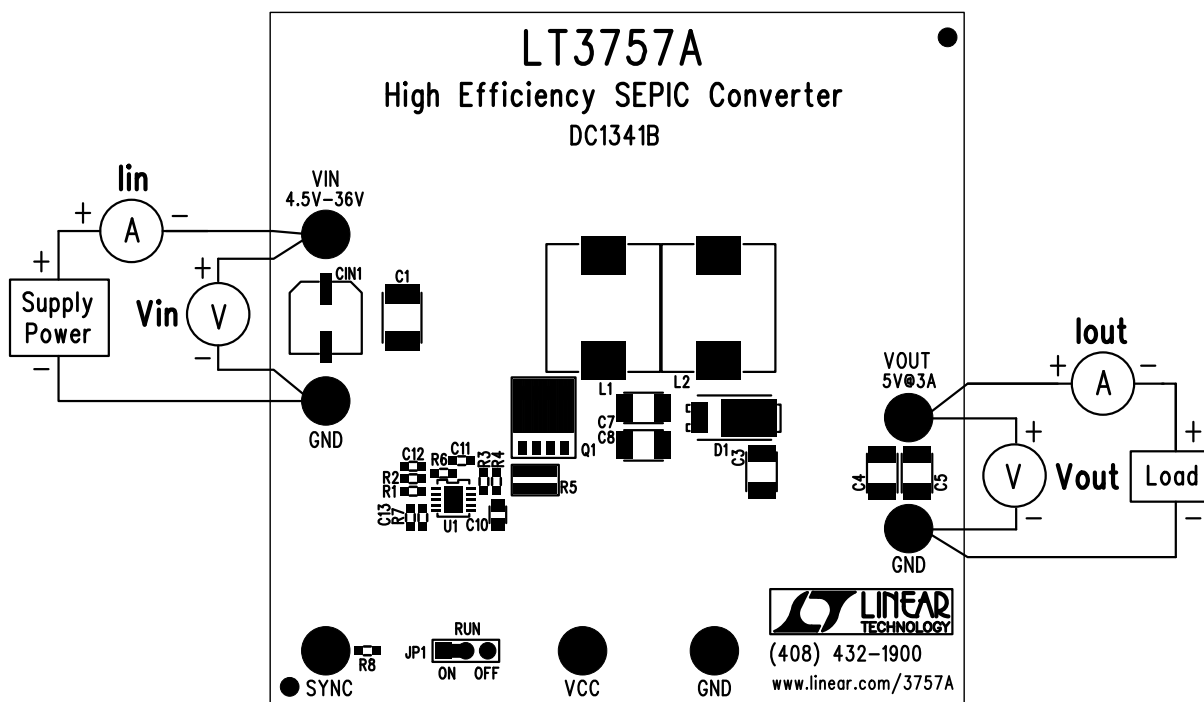 LT3757A
High Efficiency SEPIC Converter
DC1341B
Iin
VIN
4.5V-36V
+ A -
+
Supply
Power
-
Vin
+
V
-
CIN1
C1
GND
L1
L2
C7
C8
Q1
D1
C3
C12
C11
R6
R3
R4
R2
R1
R5
C13
R7
U1
C10
VOUT
5V@3A
Iout
+ A -
+
V
-
Vout
+
Load
-
C4
C5
GND
LT LINEAR
TECHNOLOGY
(408) 432-1900
www.linear.com/3757A
SYNC
R8
RUN
JP1
ON OFF
VCC
GND